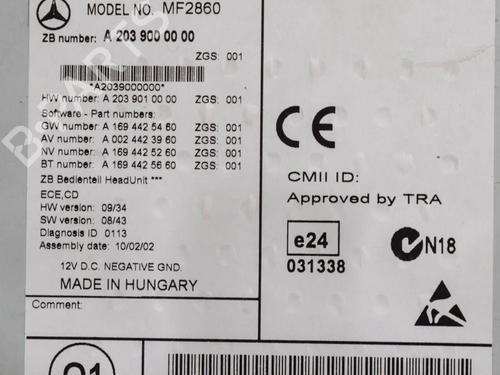 MODEL NO. MF2860
ZB number: A 203 900 00 00
ZGS: 001
*A2039000000*
HW number: A 203 901 00 00 ZGS: 001
Software - Part numbers:
GW number: A 169 442 54 60 ZGS: 001
AV number: A 002 442 39 60 ZGS: 001
NV number: A 169 442 52 60 ZGS: 001
BT number: A 169 442 56 60 ZGS: 001
ZB Bedienteil HeadUnit ***
ECE,CD
HW version: 09/34
SW version: 08/43
Diagnosis ID 0113
Assembly date: 10/02/02
12V D.C. NEGATIVE GND.
MADE IN HUNGARY
Comment:
Q1
CE
CMII ID:
Approved by TRA
e24
031338
N18
B-PARTS